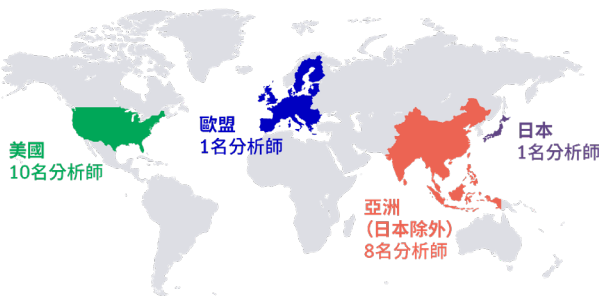 美國
10名分析師
歐盟
1名分析師
亞洲
（日本除外）
8名分析師
日本
1名分析師